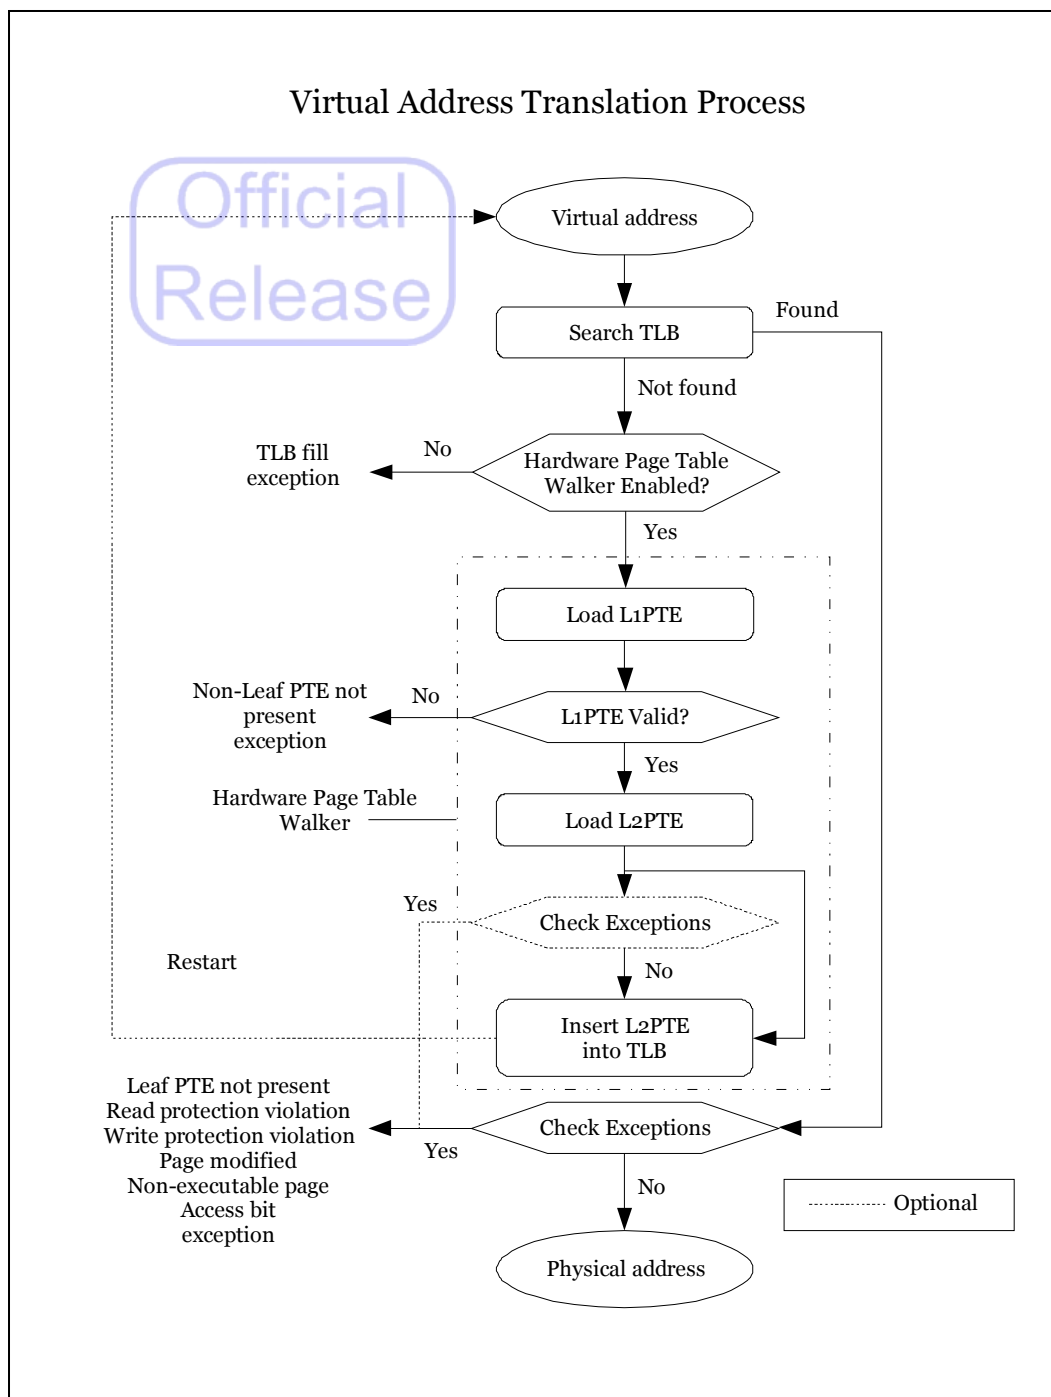 Virtual Address Translation Process
Official
Release
Virtual address
Found
Search TLB
Not found
TLB fill
exception
No
Hardware Page Table
Walker Enabled?
Yes
Load L1PTE
Non-Leaf PTE not
present
exception
No
L1PTE Valid?
Yes
Hardware Page Table
Walker
Load L2PTE
Yes
Check Exceptions
Restart
No
Insert L2PTE
into TLB
Leaf PTE not present
Read protection violation
Write protection violation
Page modified
Non-executable page
Access bit
exception
Yes
Check Exceptions
No
Optional
Physical address